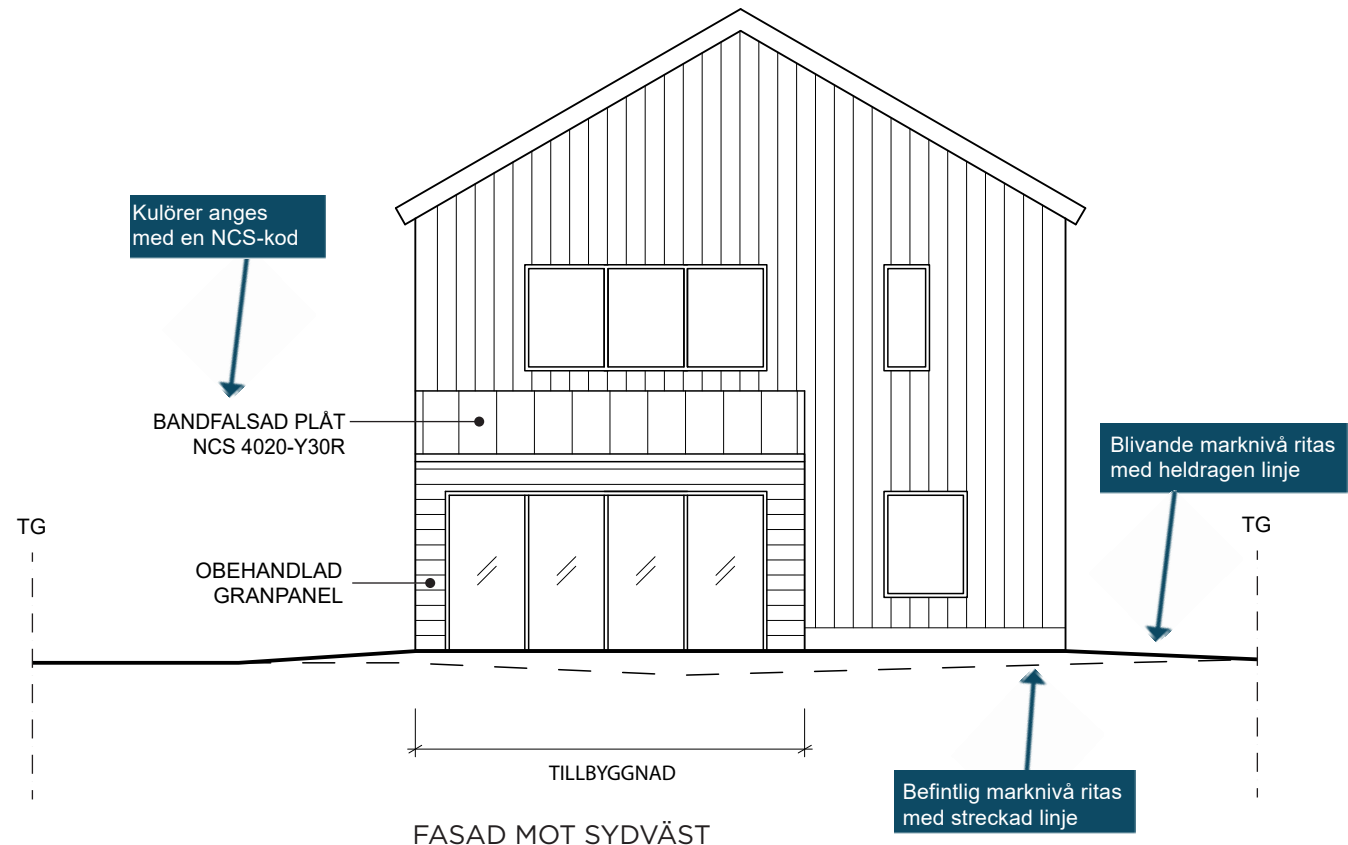 Kulörer anges
med en NCS-kod
BANDFALSAD PLÅT
NCS 4020-Y30R
Blivande marknivå ritas
med heldragen linje
TG
TG
OBEHANDLAD
GRANPANEL
TILLBYGGNAD
Befintlig marknivå ritas
med streckad linje
FASAD MOT SYDVÄST